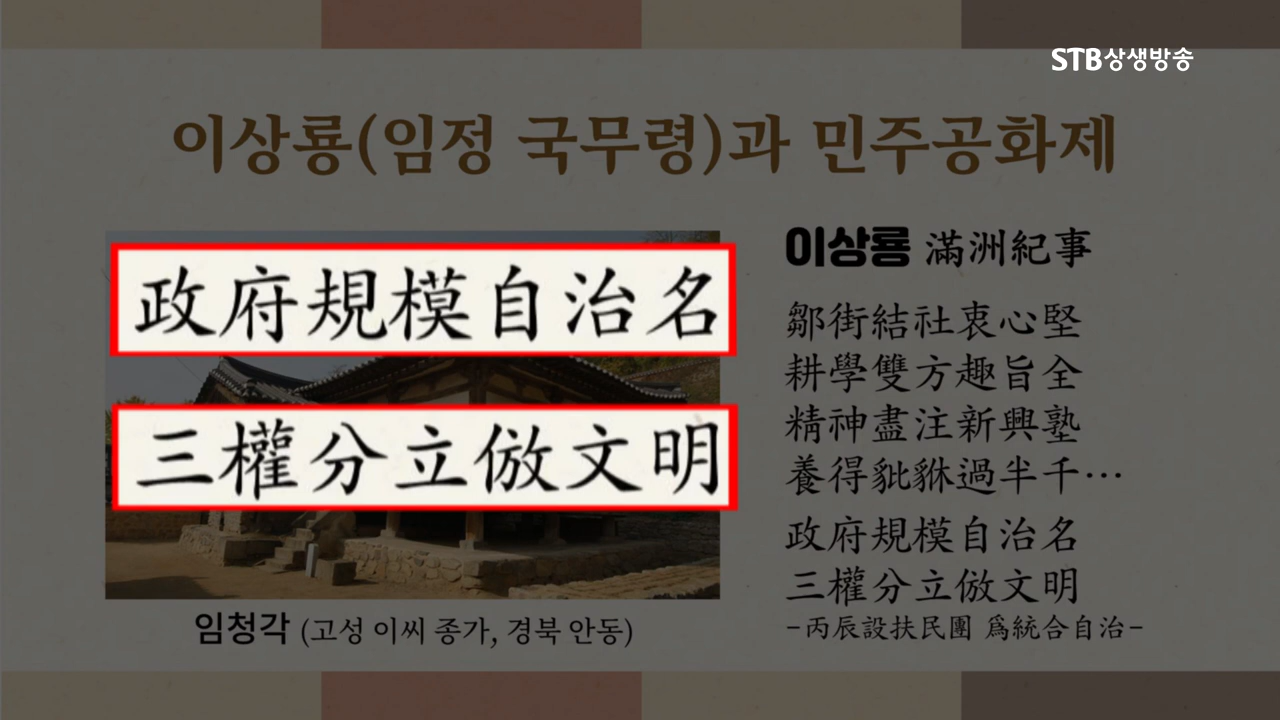 STB상생방송
이상룡(임정 국무령)과 민주공화제
政府規模自治名
三權分立倣文明
임청각 (고성 이씨 종가, 경북 안동)
이상룡 滿洲紀事
鄒街結社衷心堅
耕學雙方趣旨全
精神盡注新興塾
養得豼貅過半千…
政府規模自治名
三權分立倣文明
-丙辰設扶民團 爲統合自治-